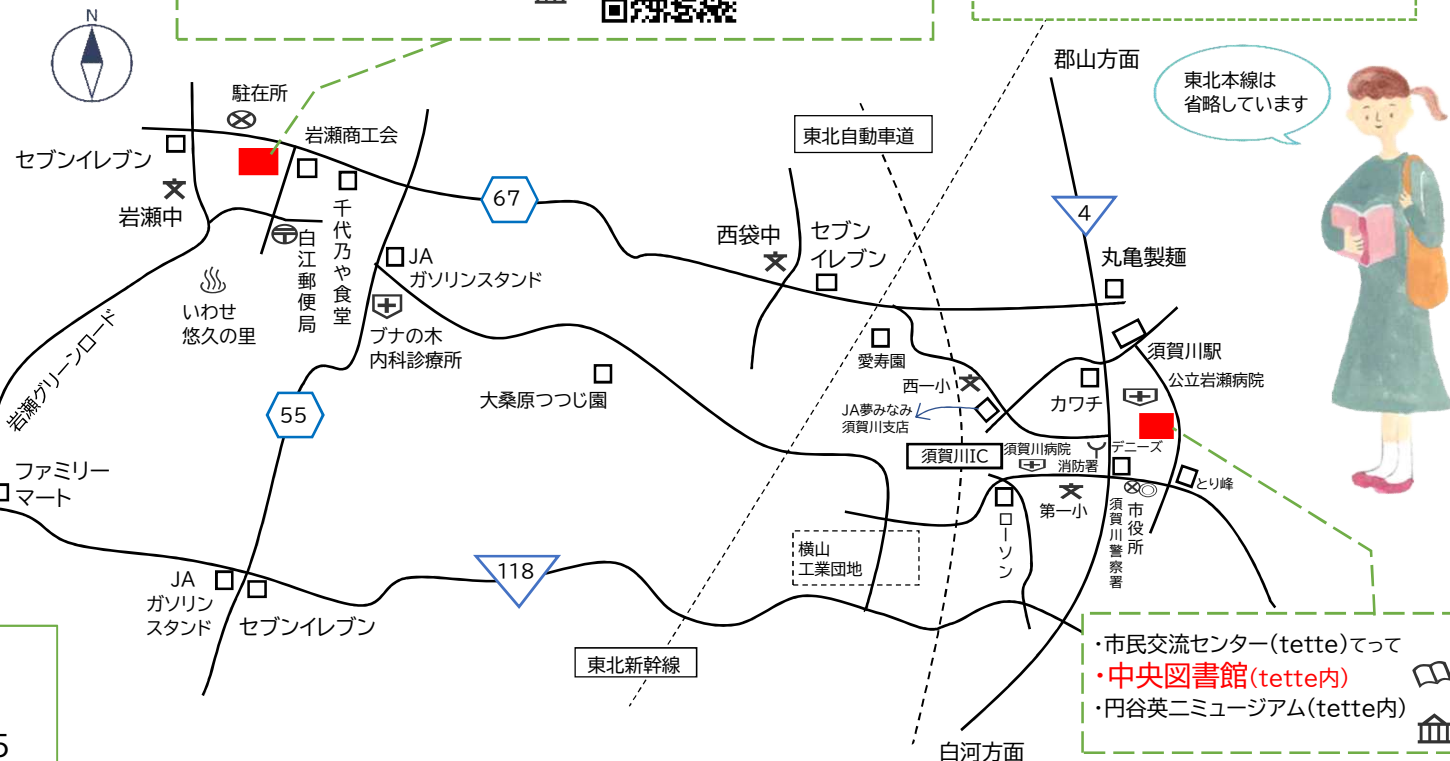 N
郡山方面
東北本線は
省略しています
駐在所
岩瀬商工会
東北自動車道
セブンイレブン
岩瀬中
67
4
千代乃や食堂
白江郵便局
JA
ガソリンスタンド
西袋中
セブン
イレブン
丸亀製麺
いわせ
悠久の里
ブナの木
内科診療所
岩瀬グリーンロード
大桑原つつじ園
愛寿園
須賀川駅
公立岩瀬病院
西一小
カワチ
JA夢みなみ
須賀川支店
55
須賀川IC
須賀川病院
消防署
デニーズ
ファミリー
マート
ローソン
第一小
須賀川警察署
市役所
とり峰
横山
工業団地
118
JA
ガソリン
スタンド
セブンイレブン
東北新幹線
・市民交流センター(tette)てって
・中央図書館(tette内)
・円谷英二ミュージアム(tette内)
白河方面
5